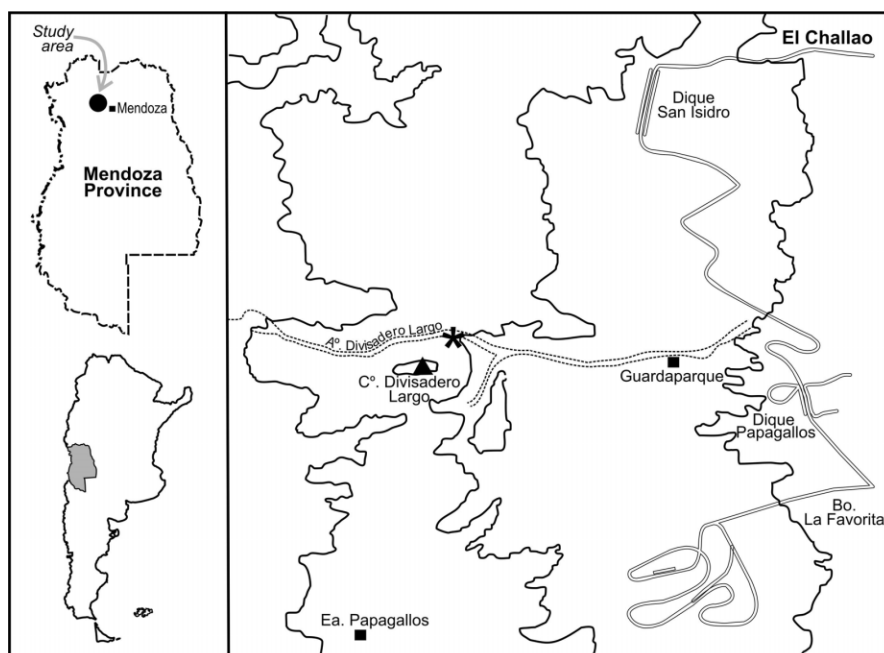 Study
area
Mendoza
Mendoza
Province
El Challao
Dique
San Isidro
Aº. Divisadero Largo
Cº. Divisadero
Largo
Guardaparque
Dique
Papagallos
Bo.
La Favorita
Ea. Papagallos